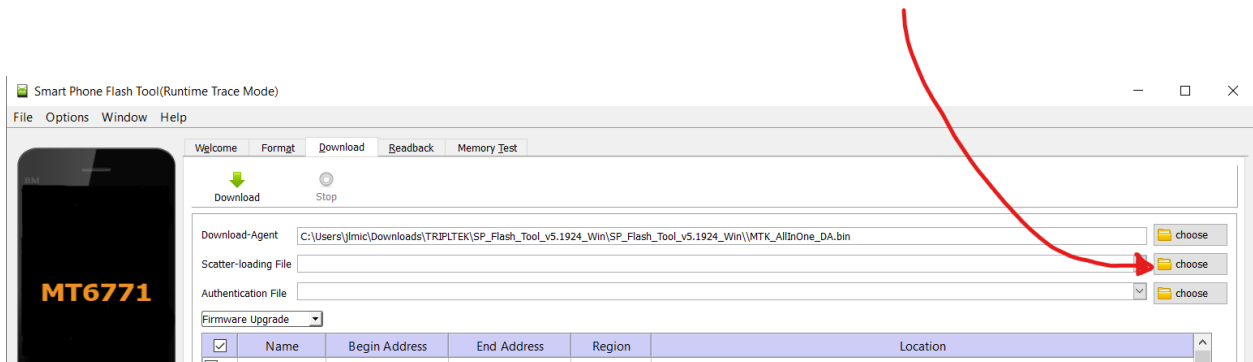 Smart Phone Flash Tool(Runtime Trace Mode)
File Options Window Help
Welcome Format Download Readback Memory Test
BM
Download Stop
Download-Agent C:\Users\jlmic\Downloads\TRIPLTEK\SP_Flash_Tool_v5.1924_Win\SP_Flash_Tool_v5.1924_Win\\MTK_AllInOne_DA.bin choose
Scatter-loading File choose
MT6771
Authentication File choose
Firmware Upgrade
Name Begin Address End Address Region Location